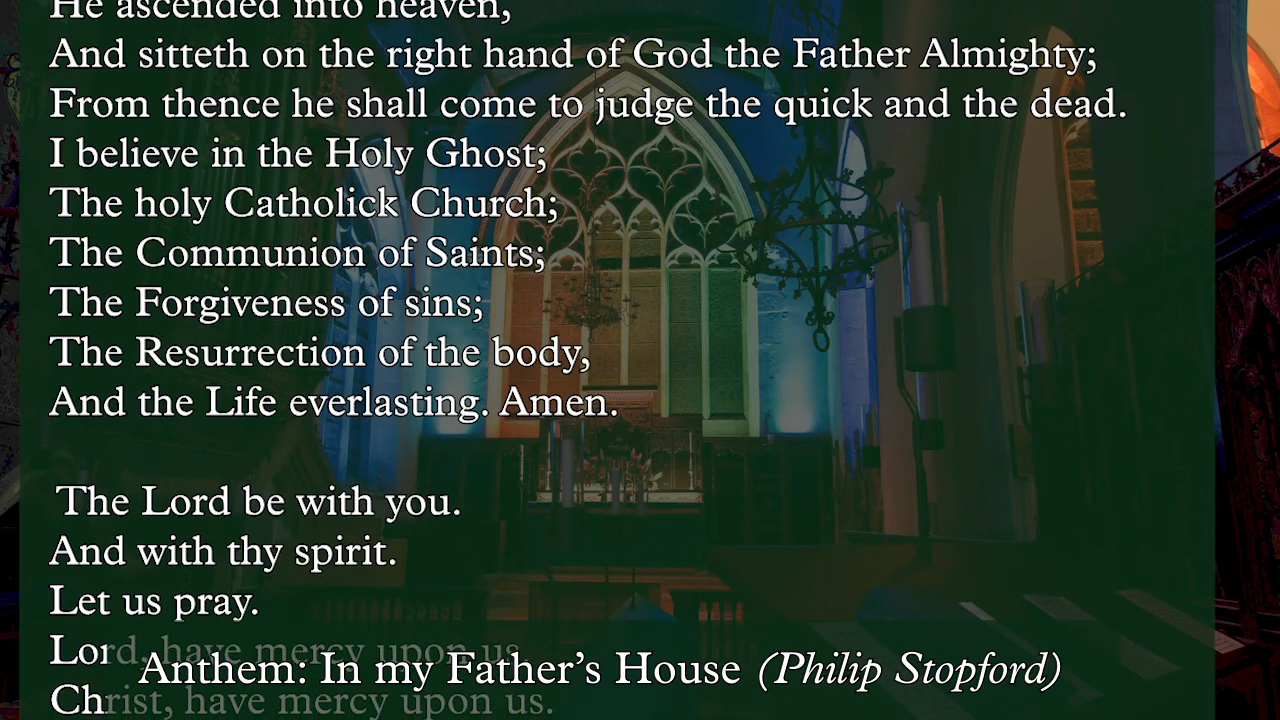 He ascended into heaven,
And sitteth on the right hand of God the Father Almighty;
From thence he shall come to judge the quick and the dead.
I believe in the Holy Ghost;
The holy Catholick Church;
The Communion of Saints;
The Forgiveness of sins;
The Resurrection of the body,
And the Life everlasting. Amen.
The Lord be with you.
And with thy spirit.
Let us pray.
Lord, have mercy upon us.
Anthem: In my Father’s House (Philip Stopford)
Christ, have mercy upon us.